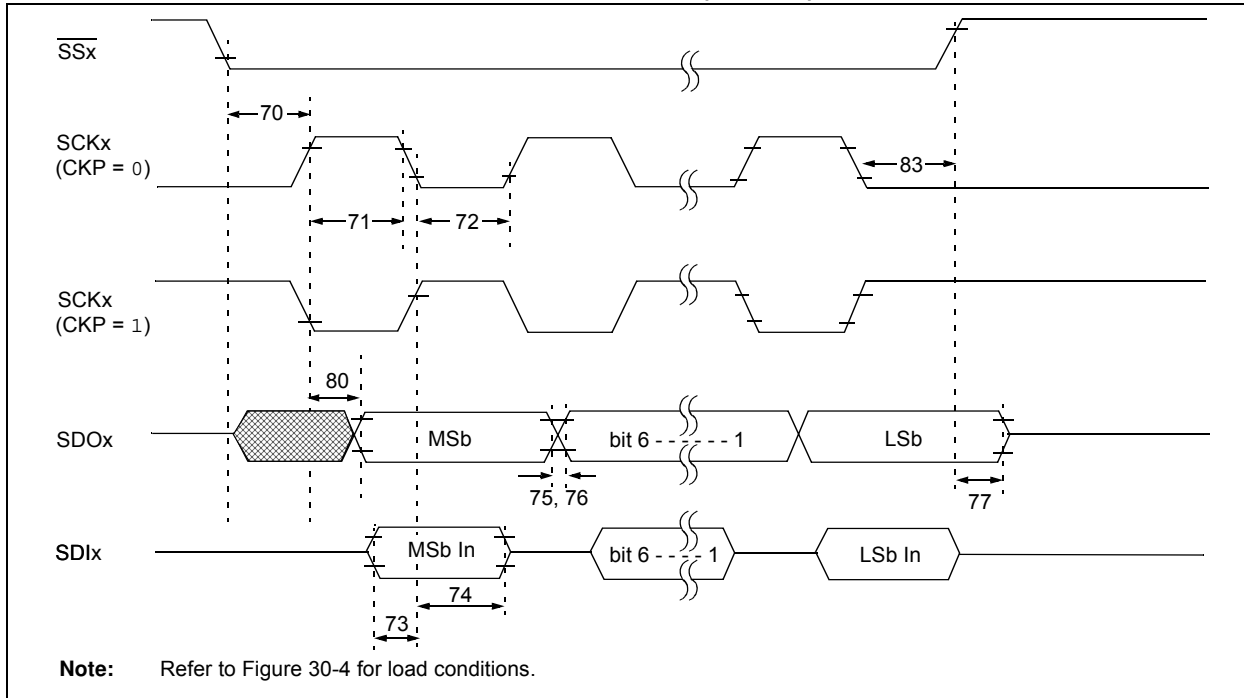 SSx
70
SCKx
(CKP = 0)
83
71
72
SCKx
(CKP = 1)
80
SDOx
MSb
bit 6 - - - - - - 1
LSb
75, 76
77
SDIx
MSb In
bit 6 - - - - - 1
LSb In
74
73
Note: Refer to Figure 30-4 for load conditions.